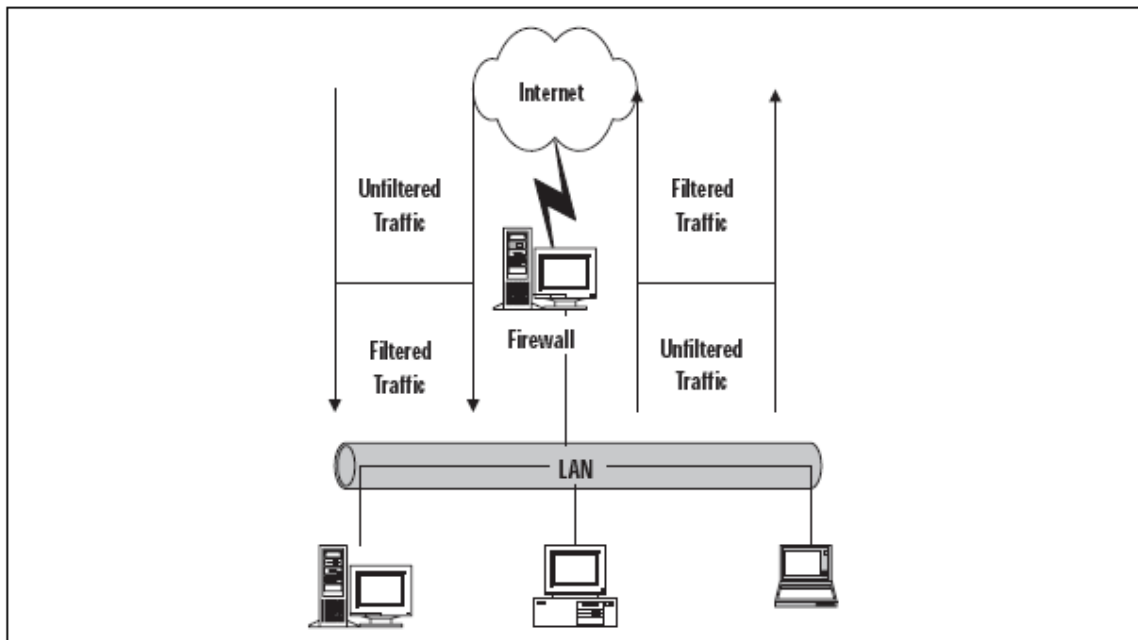 Internet
Unfiltered
Traffic
Filtered
Traffic
Firewall
Filtered
Traffic
Unfiltered
Traffic
LAN